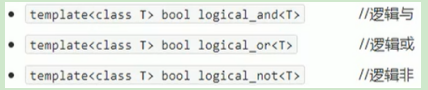 • template<class T> bool logical_and<T> //逻辑与
• template<class T> bool logical_or<T> //逻辑或
• template<class T> bool logical_not<T> //逻辑非